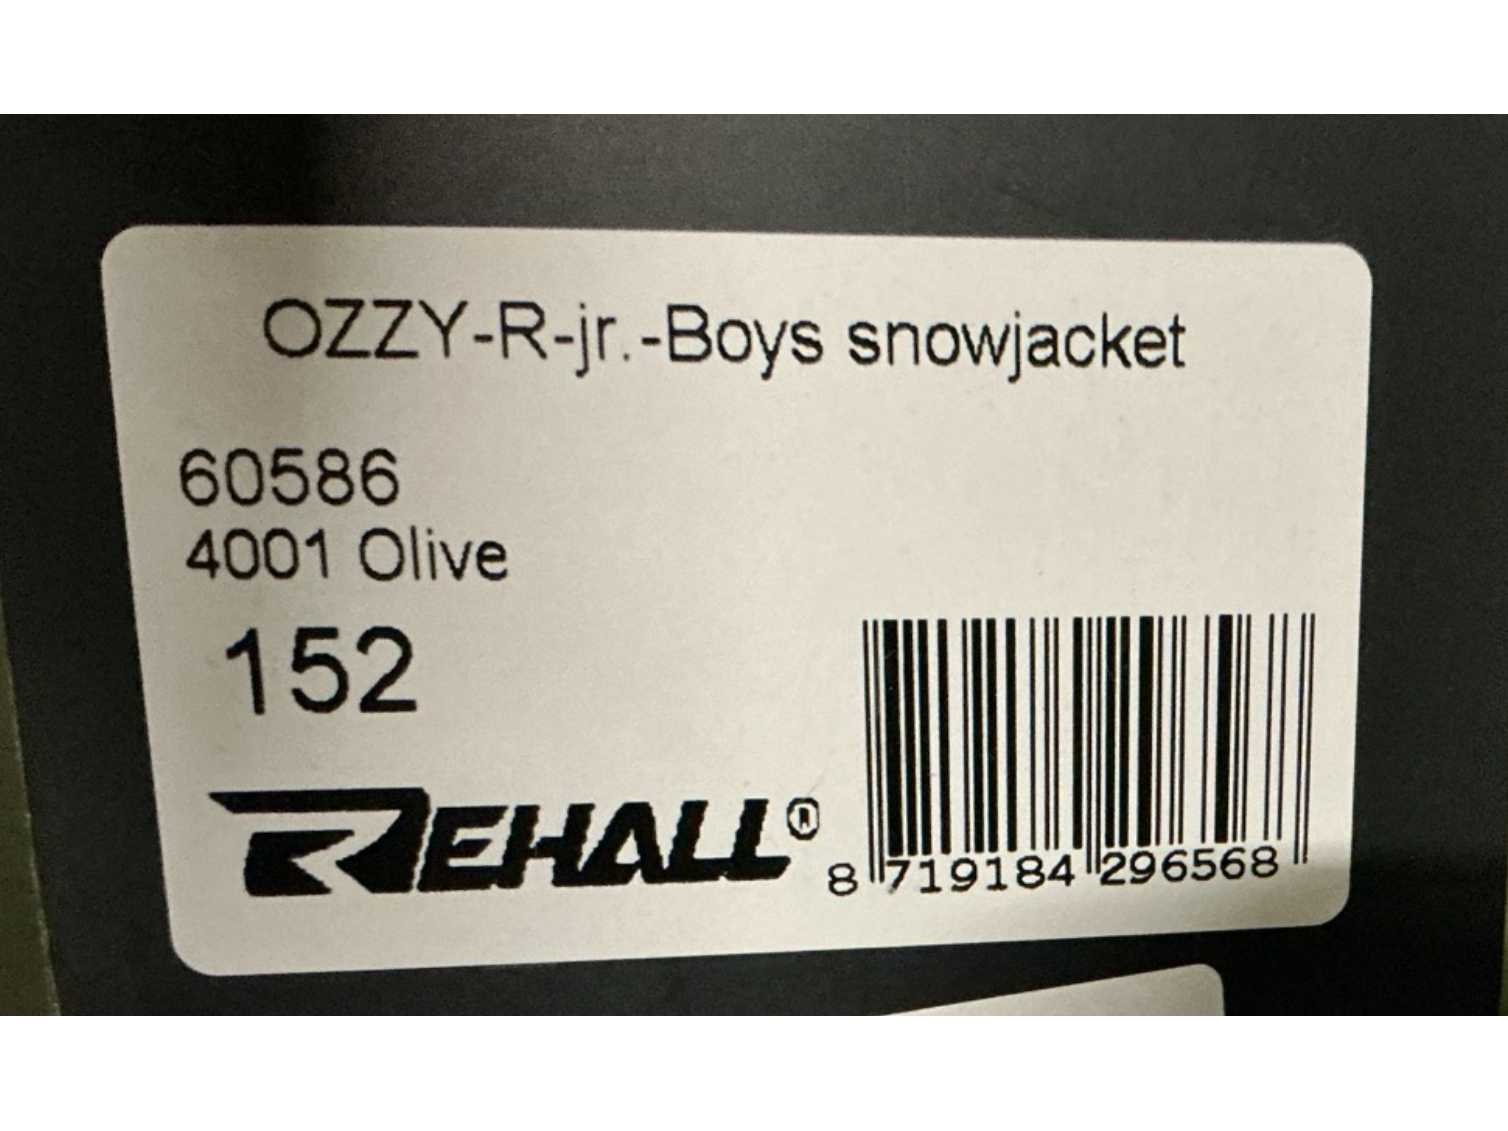 OZZY-R-jr.-Boys snowjacket
60586
4001 Olive
152
REHALL®
8 719184 296568